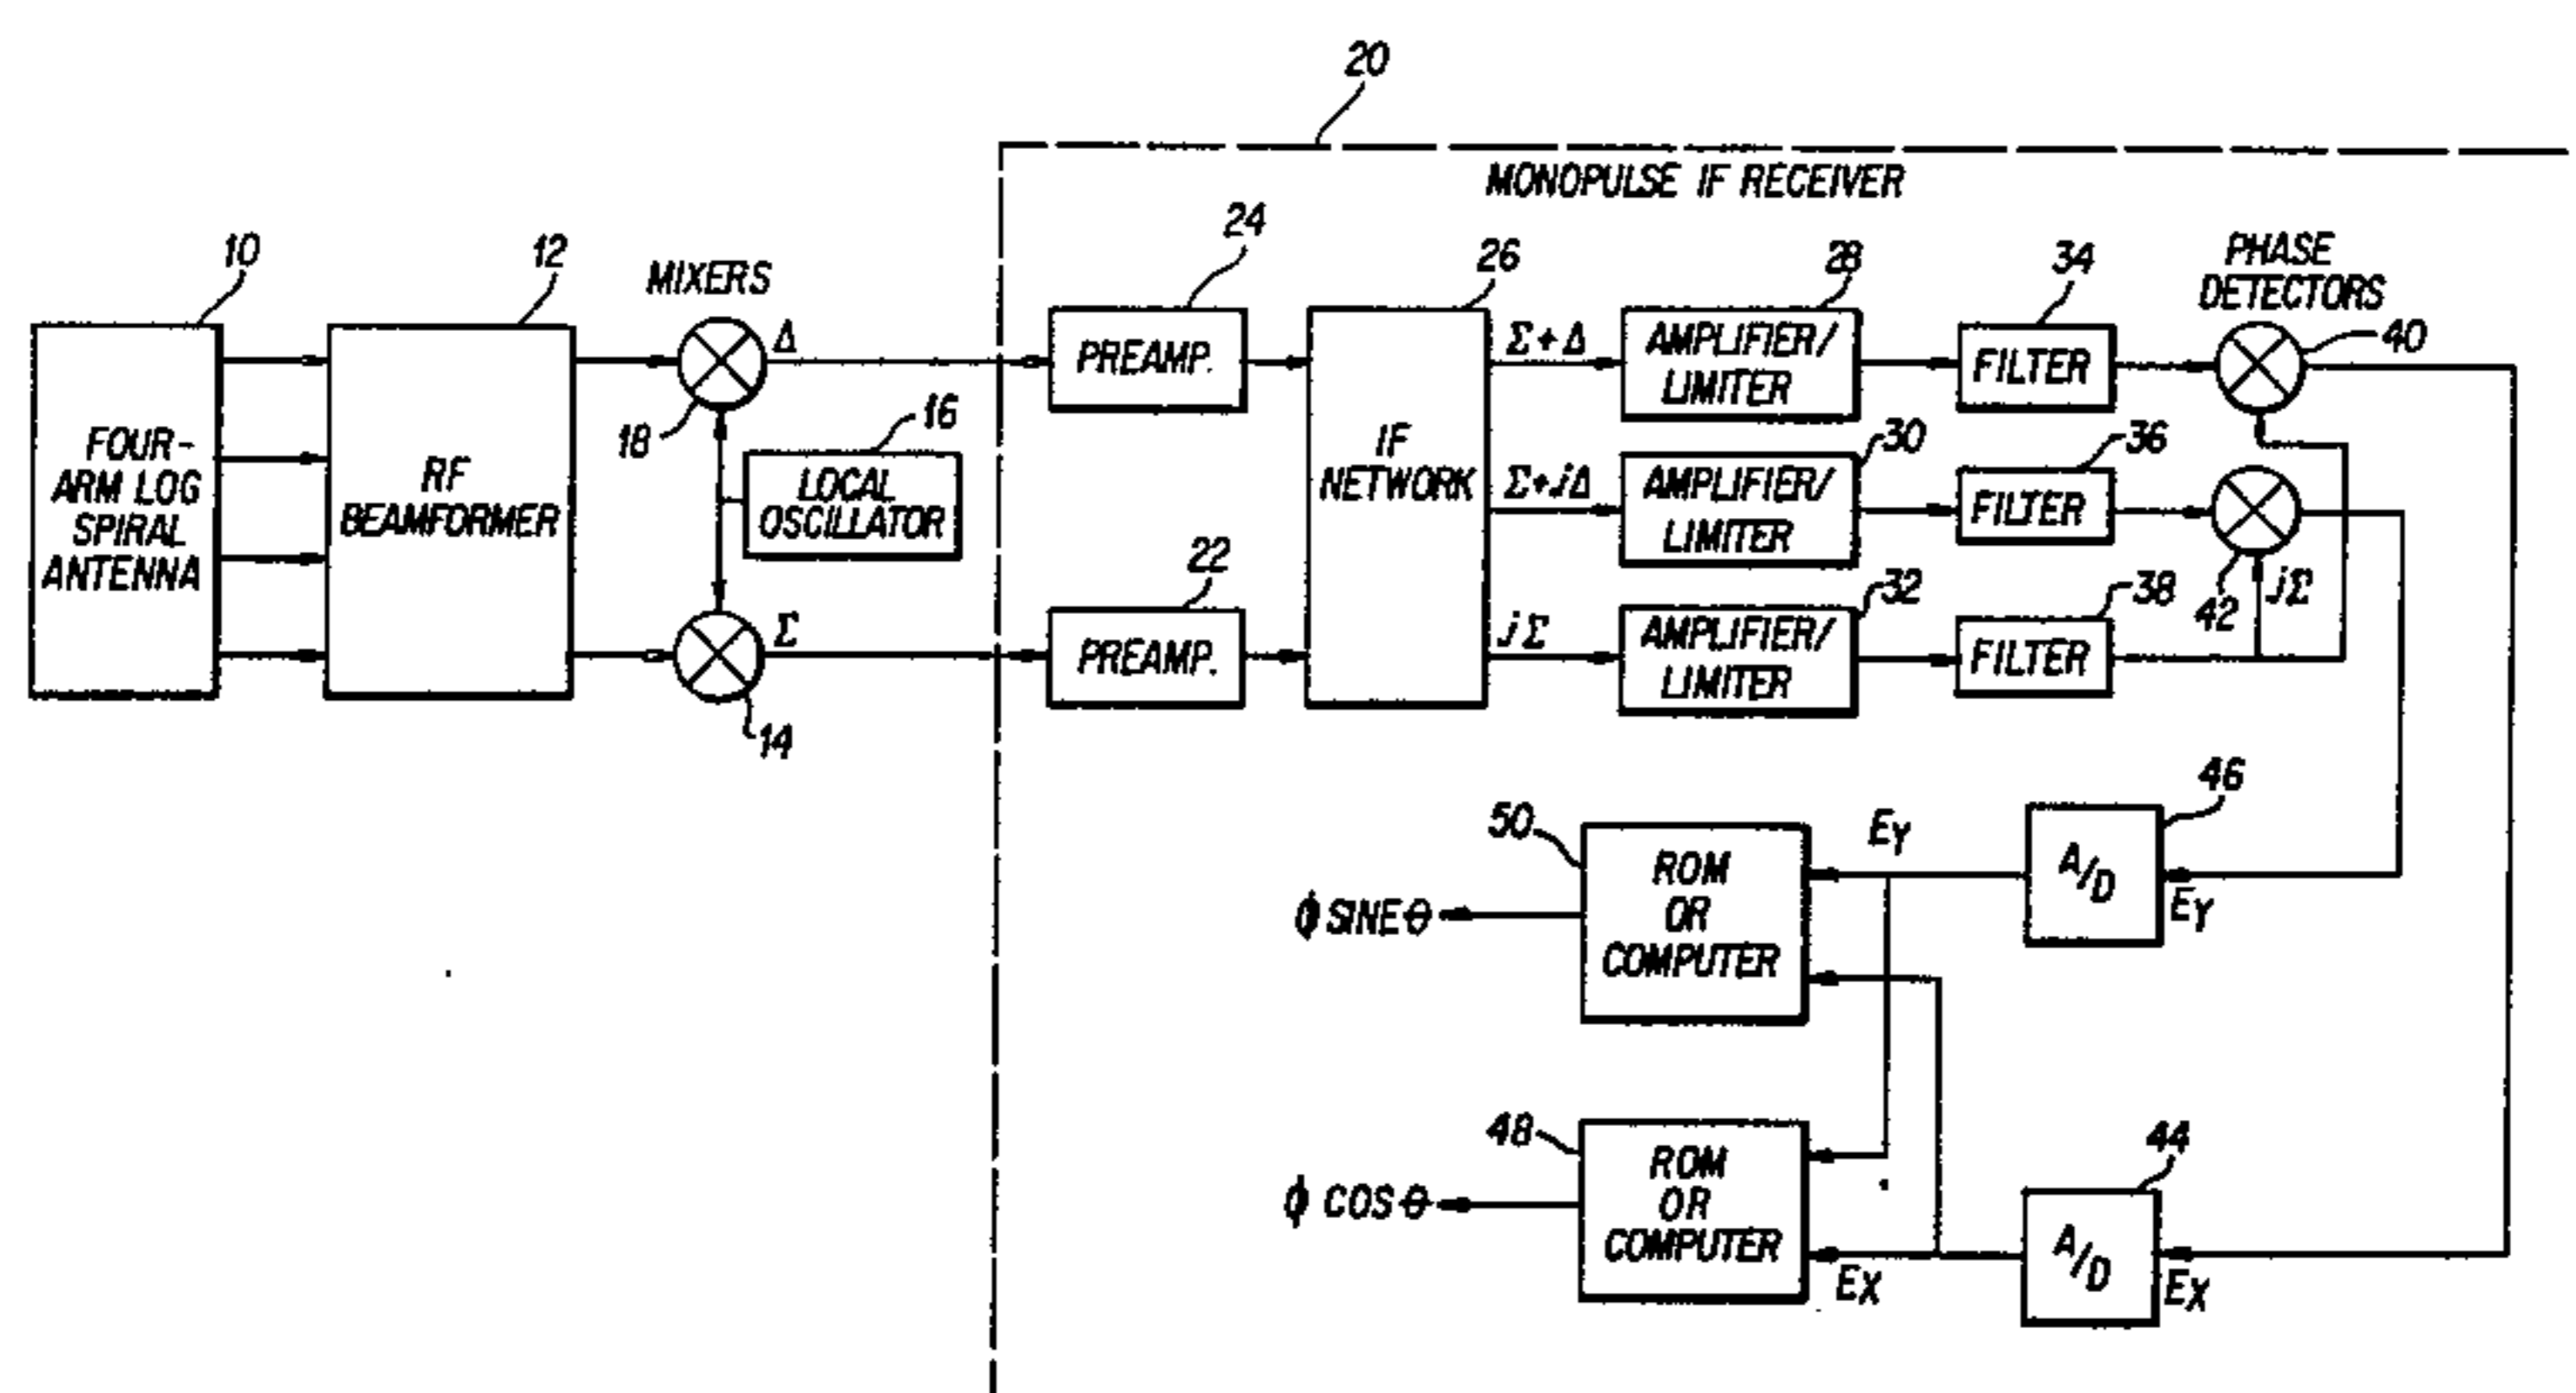 20
MONOPULSE IF RECEIVER
10
12
MIXERS
24
26
28
34
PHASE
DETECTORS
40
FOUR-
ARM LOG
SPIRAL
ANTENNA
RF
BEAMFORMER
Δ
18
16
LOCAL
OSCILLATOR
Σ
14
PREAMP.
22
PREAMP.
IF
NETWORK
Σ+Δ
AMPLIFIER/
LIMITER
FILTER
Σ+jΔ
30
AMPLIFIER/
LIMITER
36
FILTER
42
jΣ
jΣ
32
AMPLIFIER/
LIMITER
38
FILTER
50
ROM
OR
COMPUTER
EY
46
A/D
EY
ϕ SINE θ
48
ROM
OR
COMPUTER
EX
44
A/D
EX
ϕ COS θ